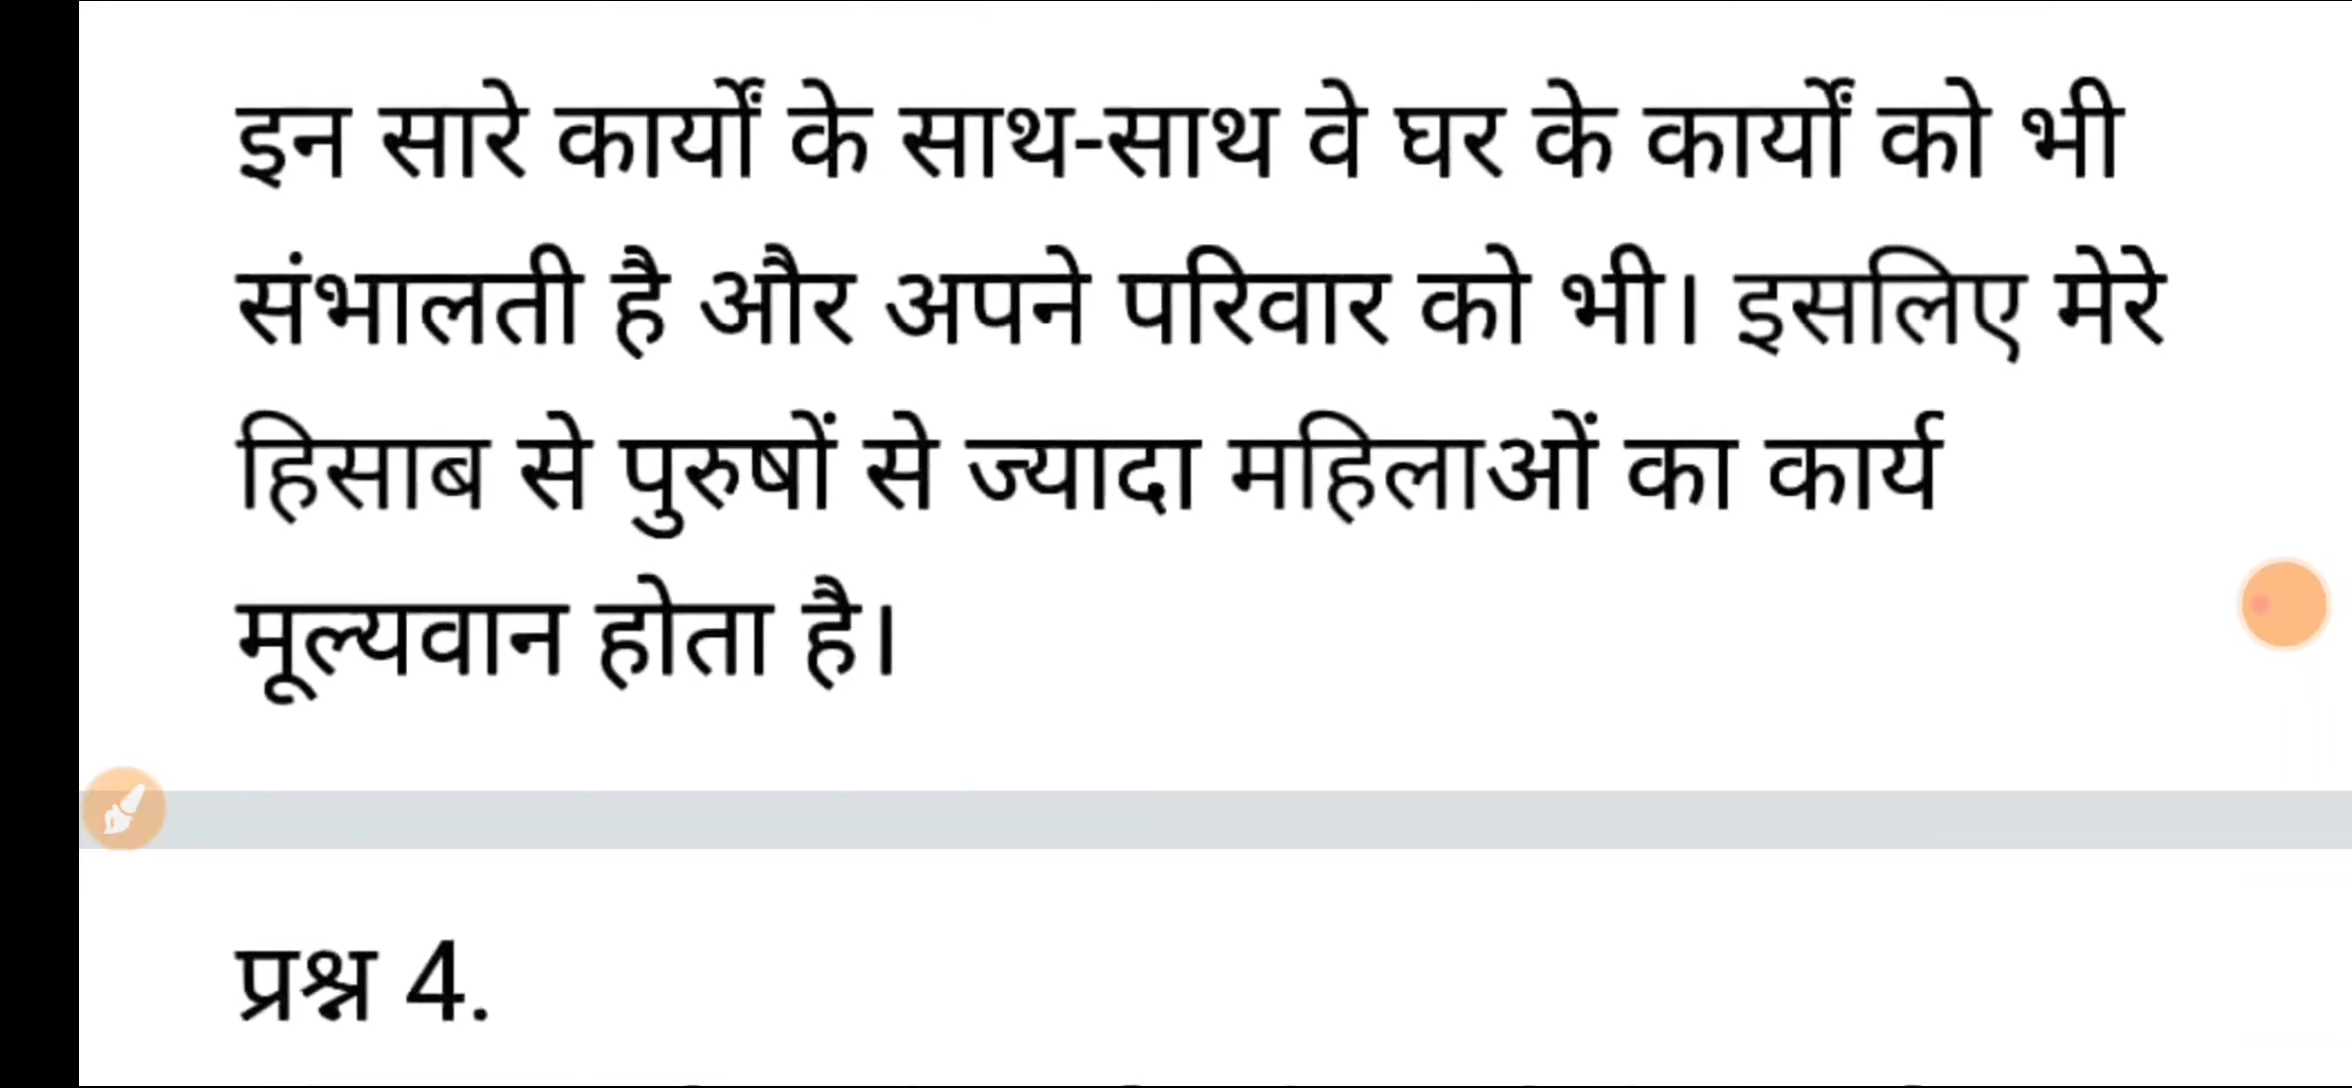 इन सारे कार्यों के साथ-साथ वे घर के कार्यों को भी
संभालती है और अपने परिवार को भी। इसलिए मेरे
हिसाब से पुरुषों से ज्यादा महिलाओं का कार्य
मूल्यवान होता है।
प्रश्न 4.